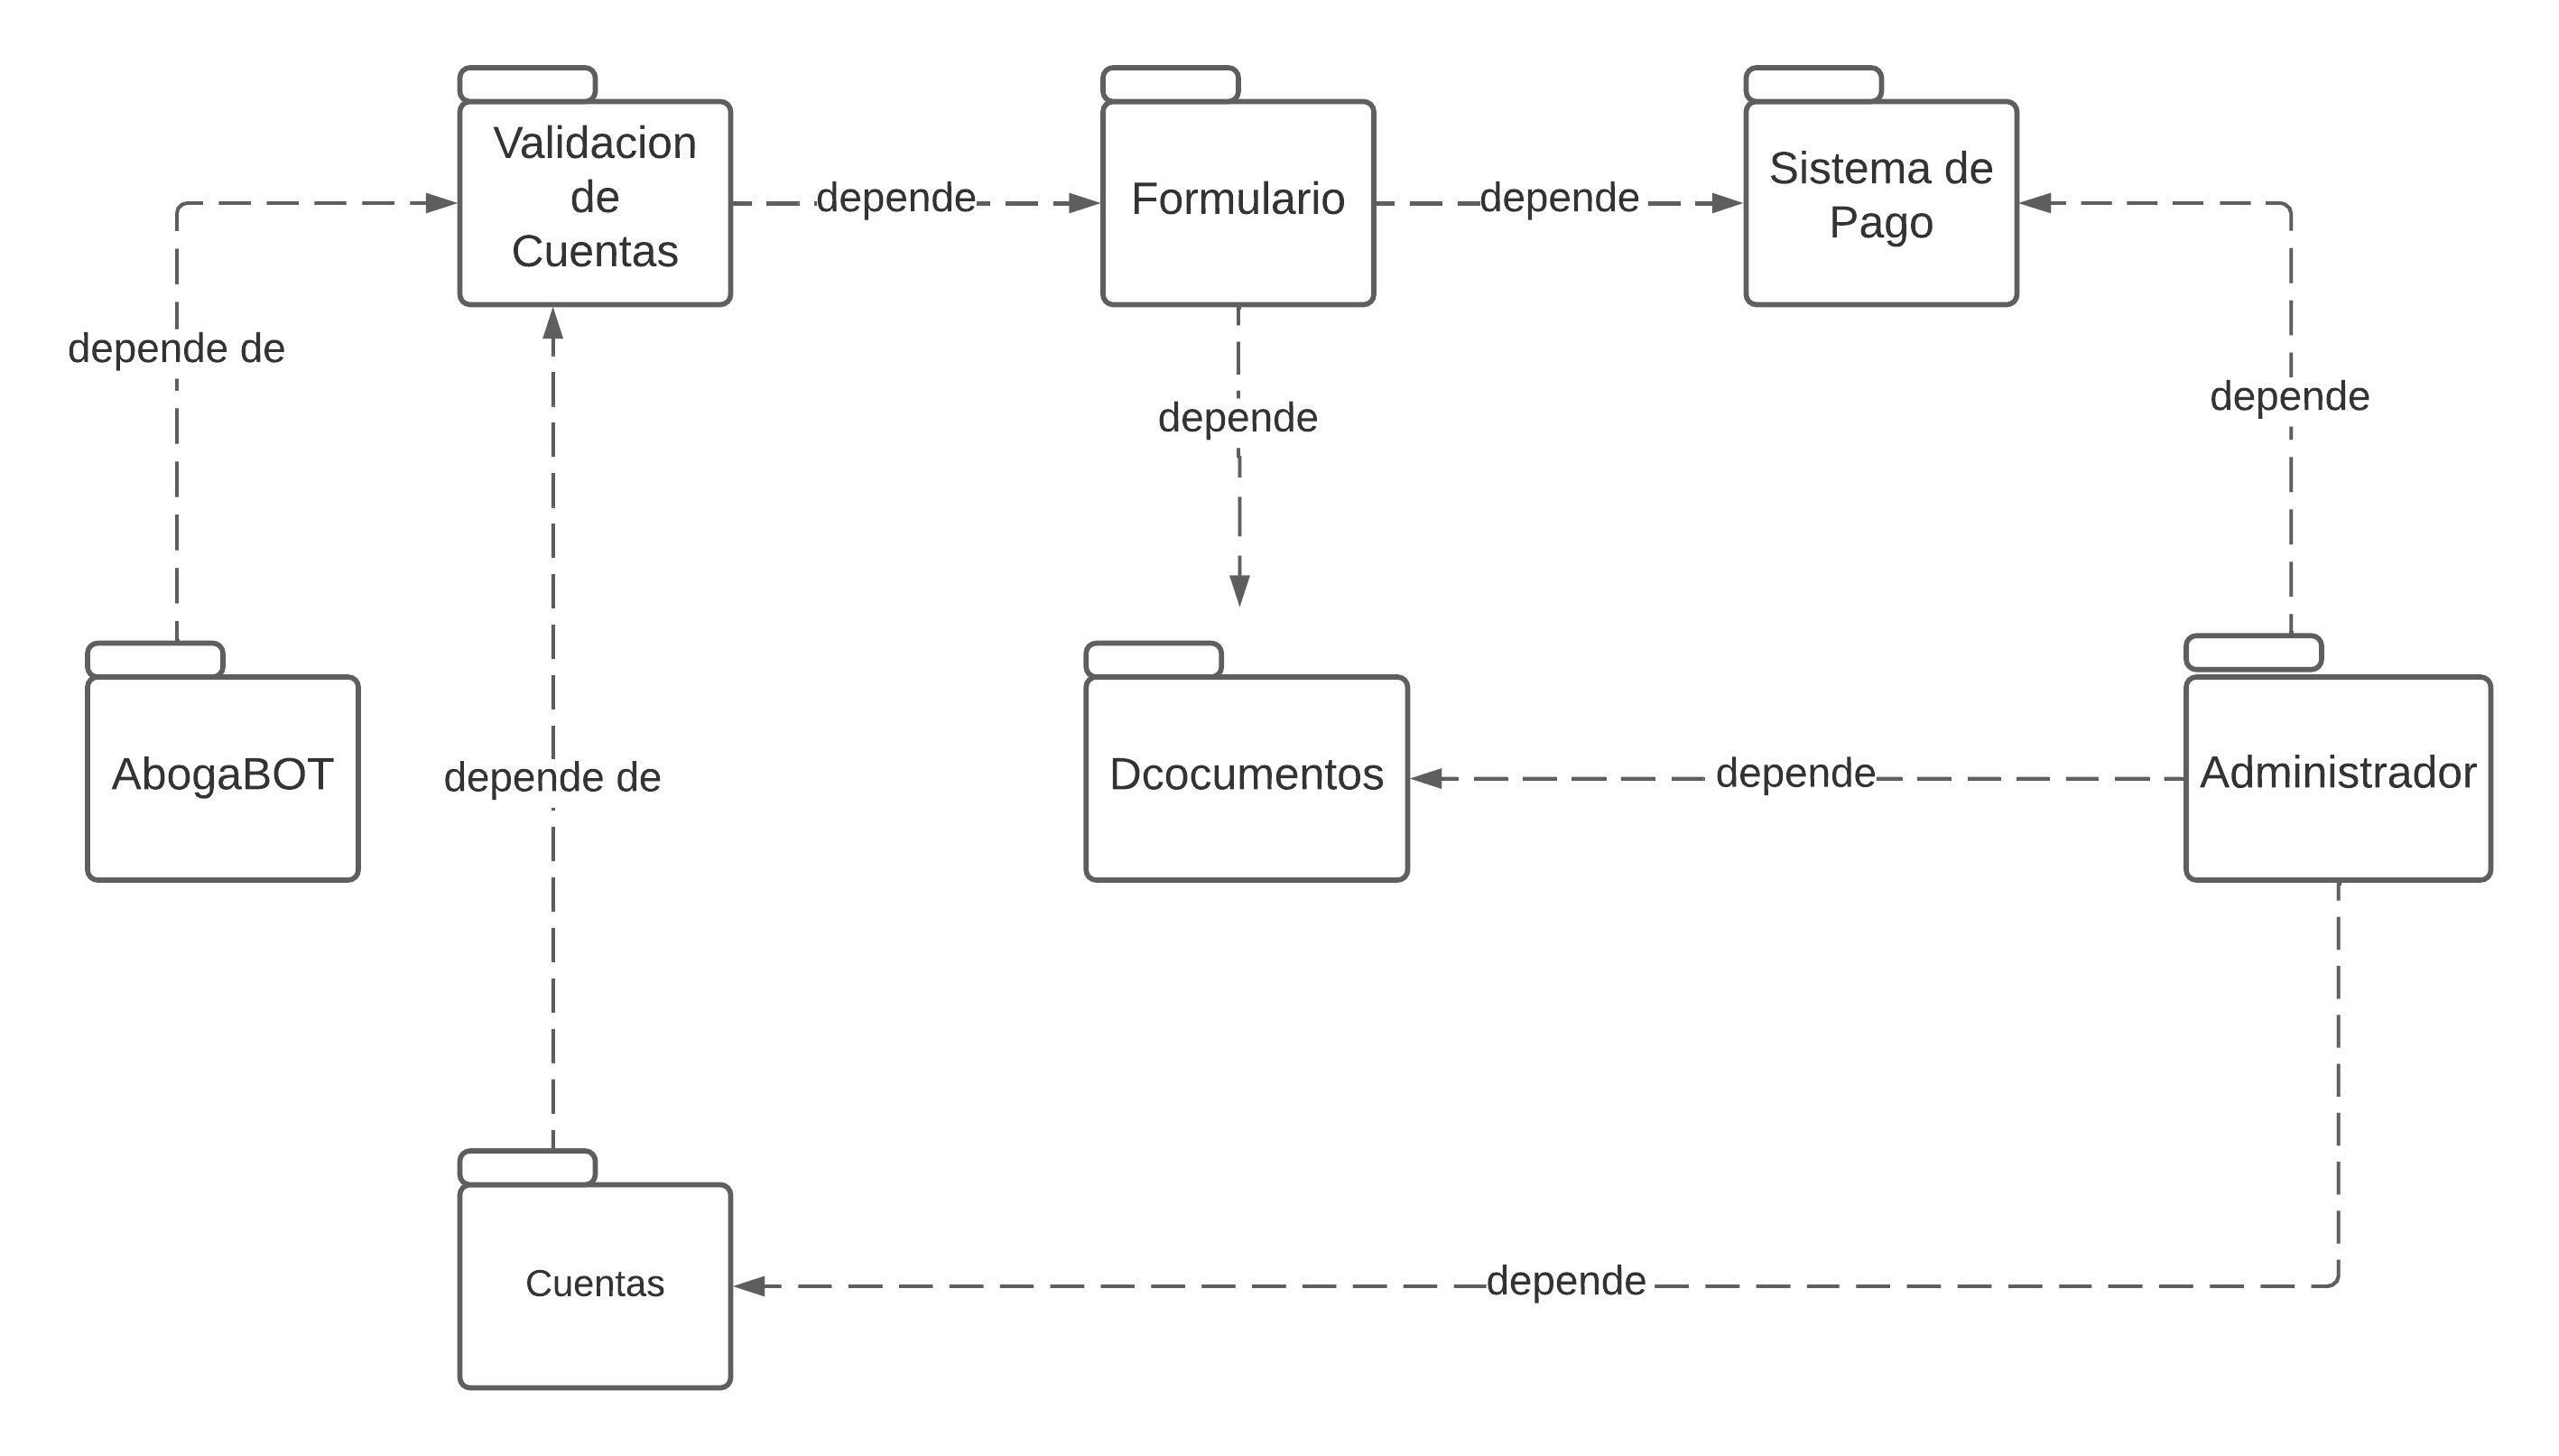 Validacion
de
Cuentas
depende
Formulario
depende
Sistema de
Pago
depende de
depende
depende
AbogaBOT
depende de
Dcocumentos
depende
Administrador
Cuentas
depende